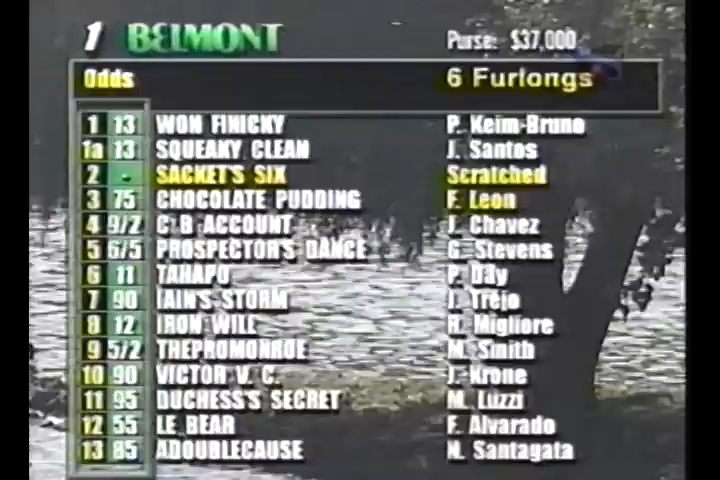 1 BELMONT Purse: $37,000
Odds 6 Furlongs
1 13 WON FINICKY P. Keim-Bruno
1a 13 SQUEAKY CLEAN J. Santos
2 - SACKET'S SIX Scratched
3 75 CHOCOLATE PUDDING F. Leon
4 9/2 C B ACCOUNT J. Chavez
5 6/5 PROSPECTOR'S DANCE G. Stevens
6 11 TAHAPO P. Day
7 90 IAIN'S STORM J. Trejo
8 12 IRON WILL R. Migliore
9 5/2 THEPROMONROE M. Smith
10 90 VICTOR V. C. J. Krone
11 95 DUCHESS'S SECRET M. Luzzi
12 55 LE BEAR F. Alvarado
13 85 ADOUBLECAUSE N. Santagata